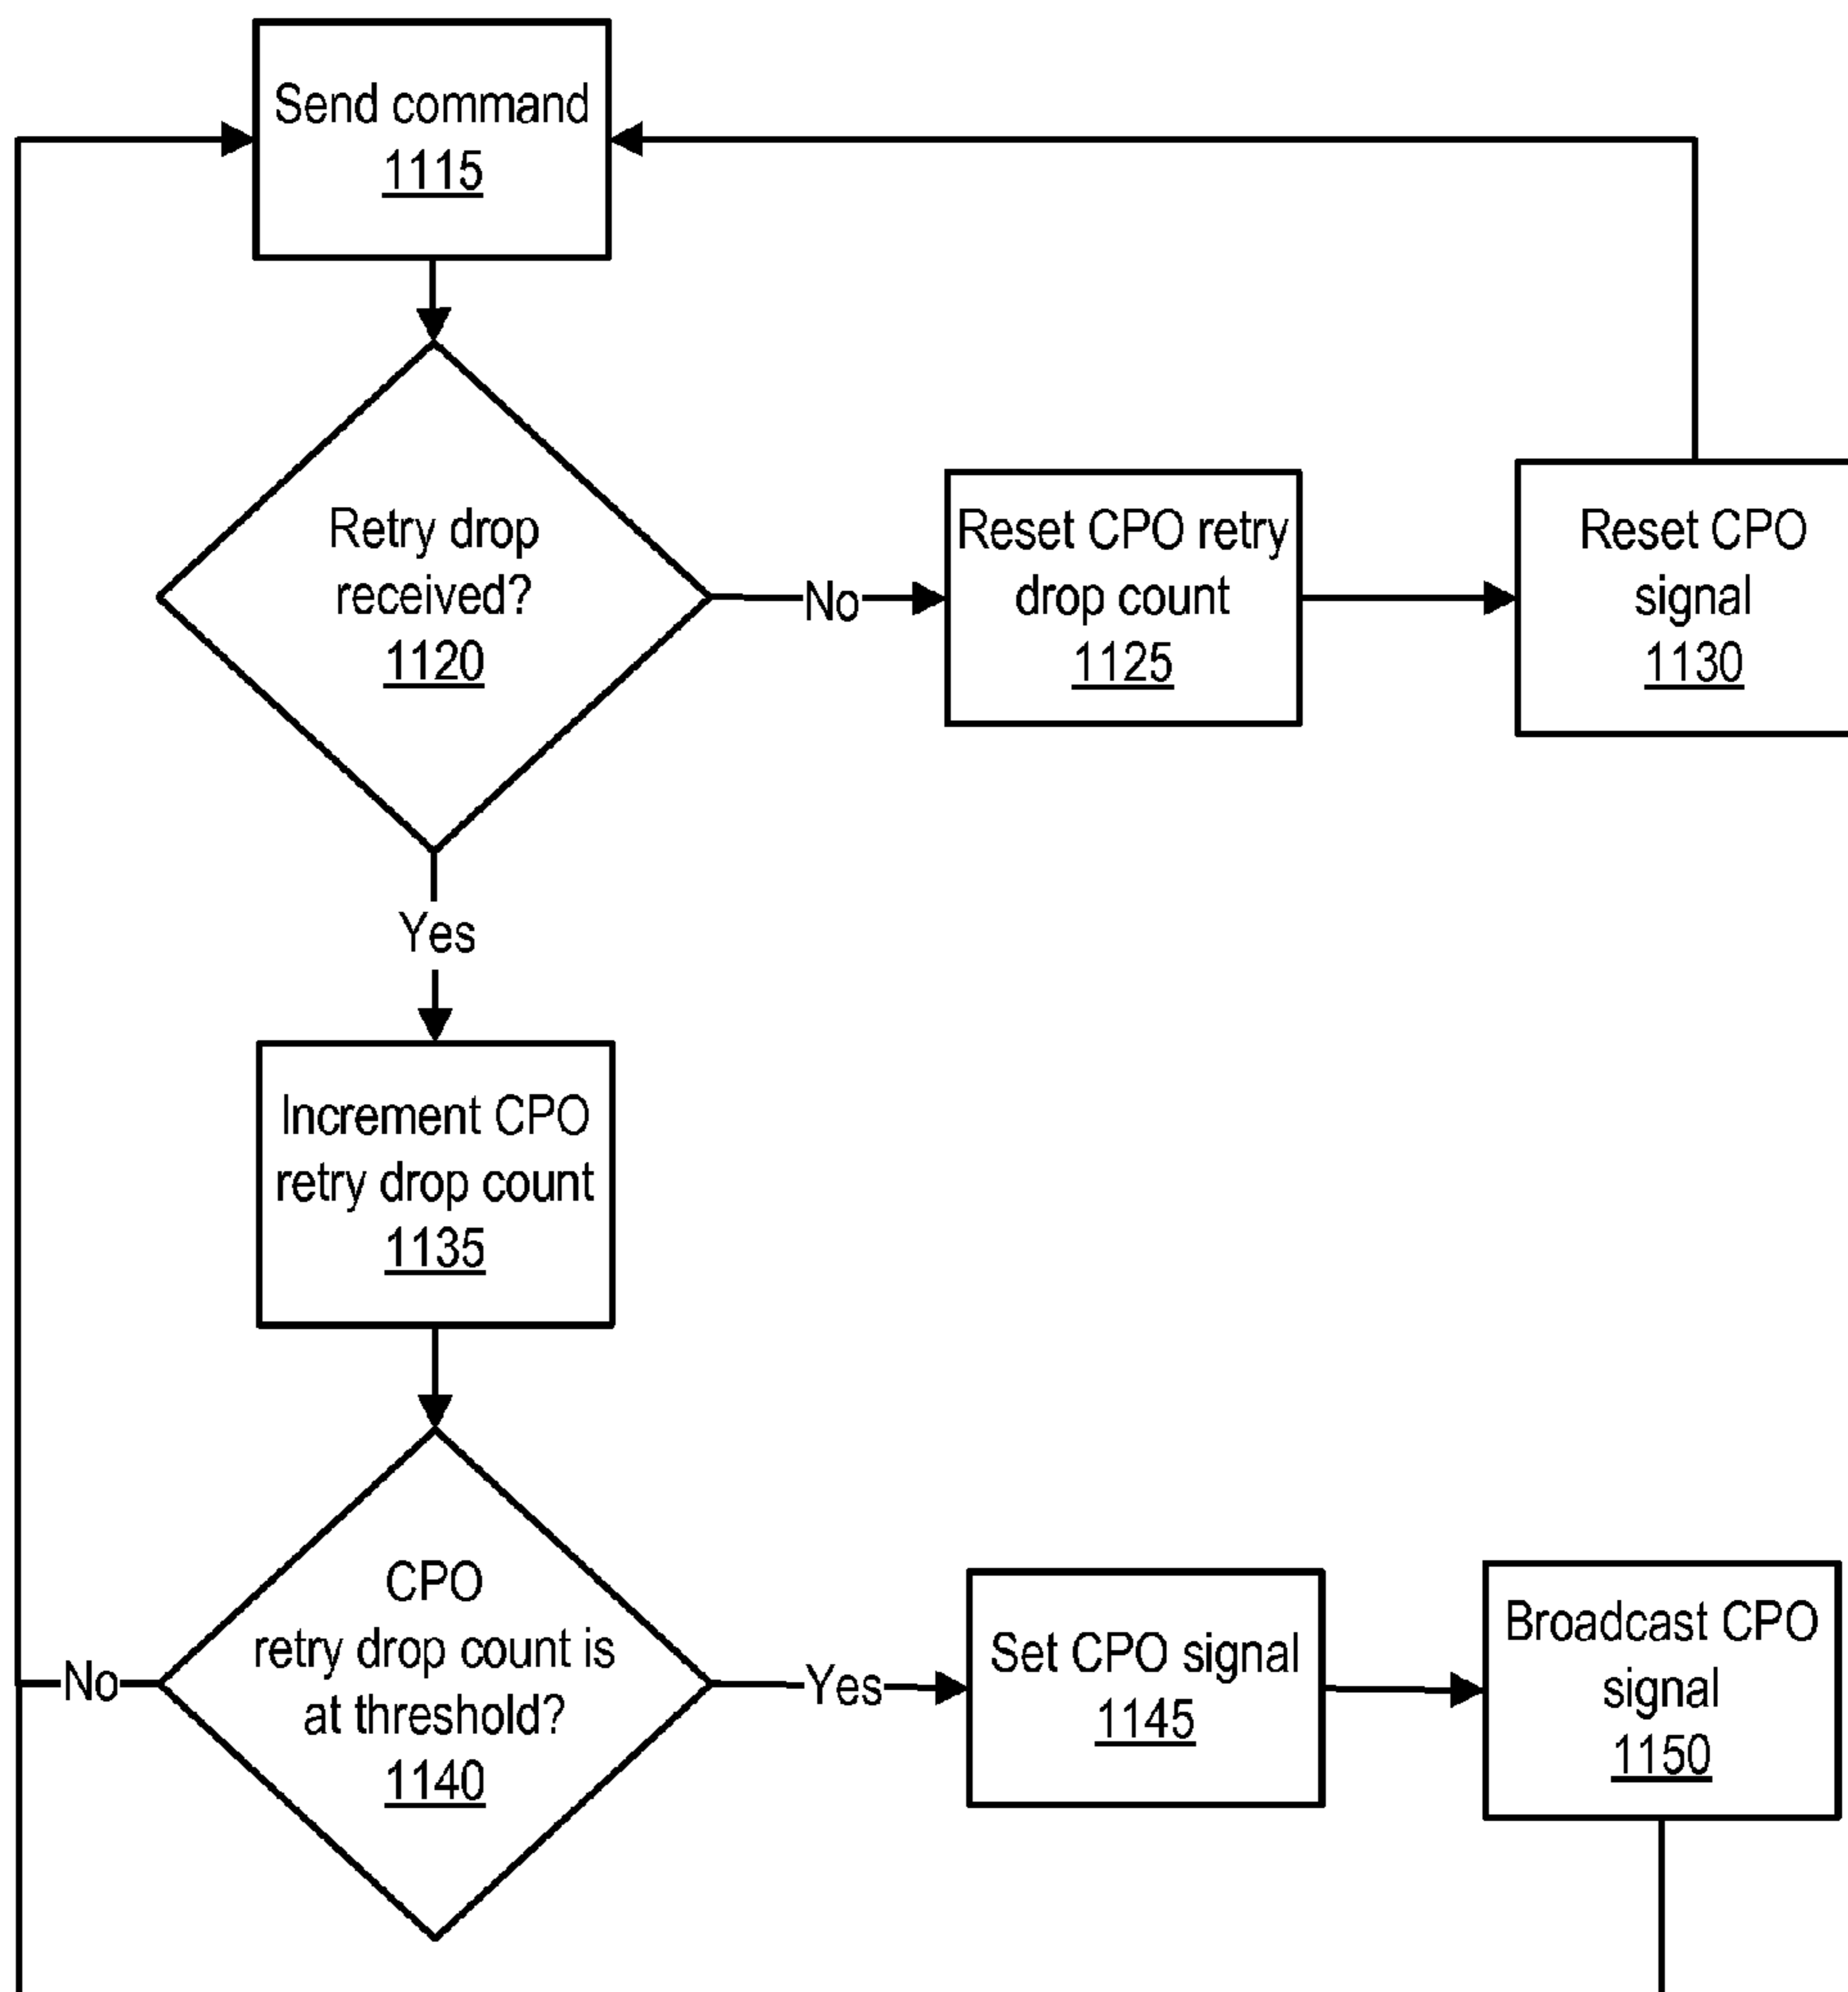 Send command
1115
Retry drop
received?
1120
No
Reset CPO retry
drop count
1125
Reset CPO
signal
1130
Yes
Increment CPO
retry drop count
1135
CPO
retry drop count is
at threshold?
1140
No
Yes
Set CPO signal
1145
Broadcast CPO
signal
1150